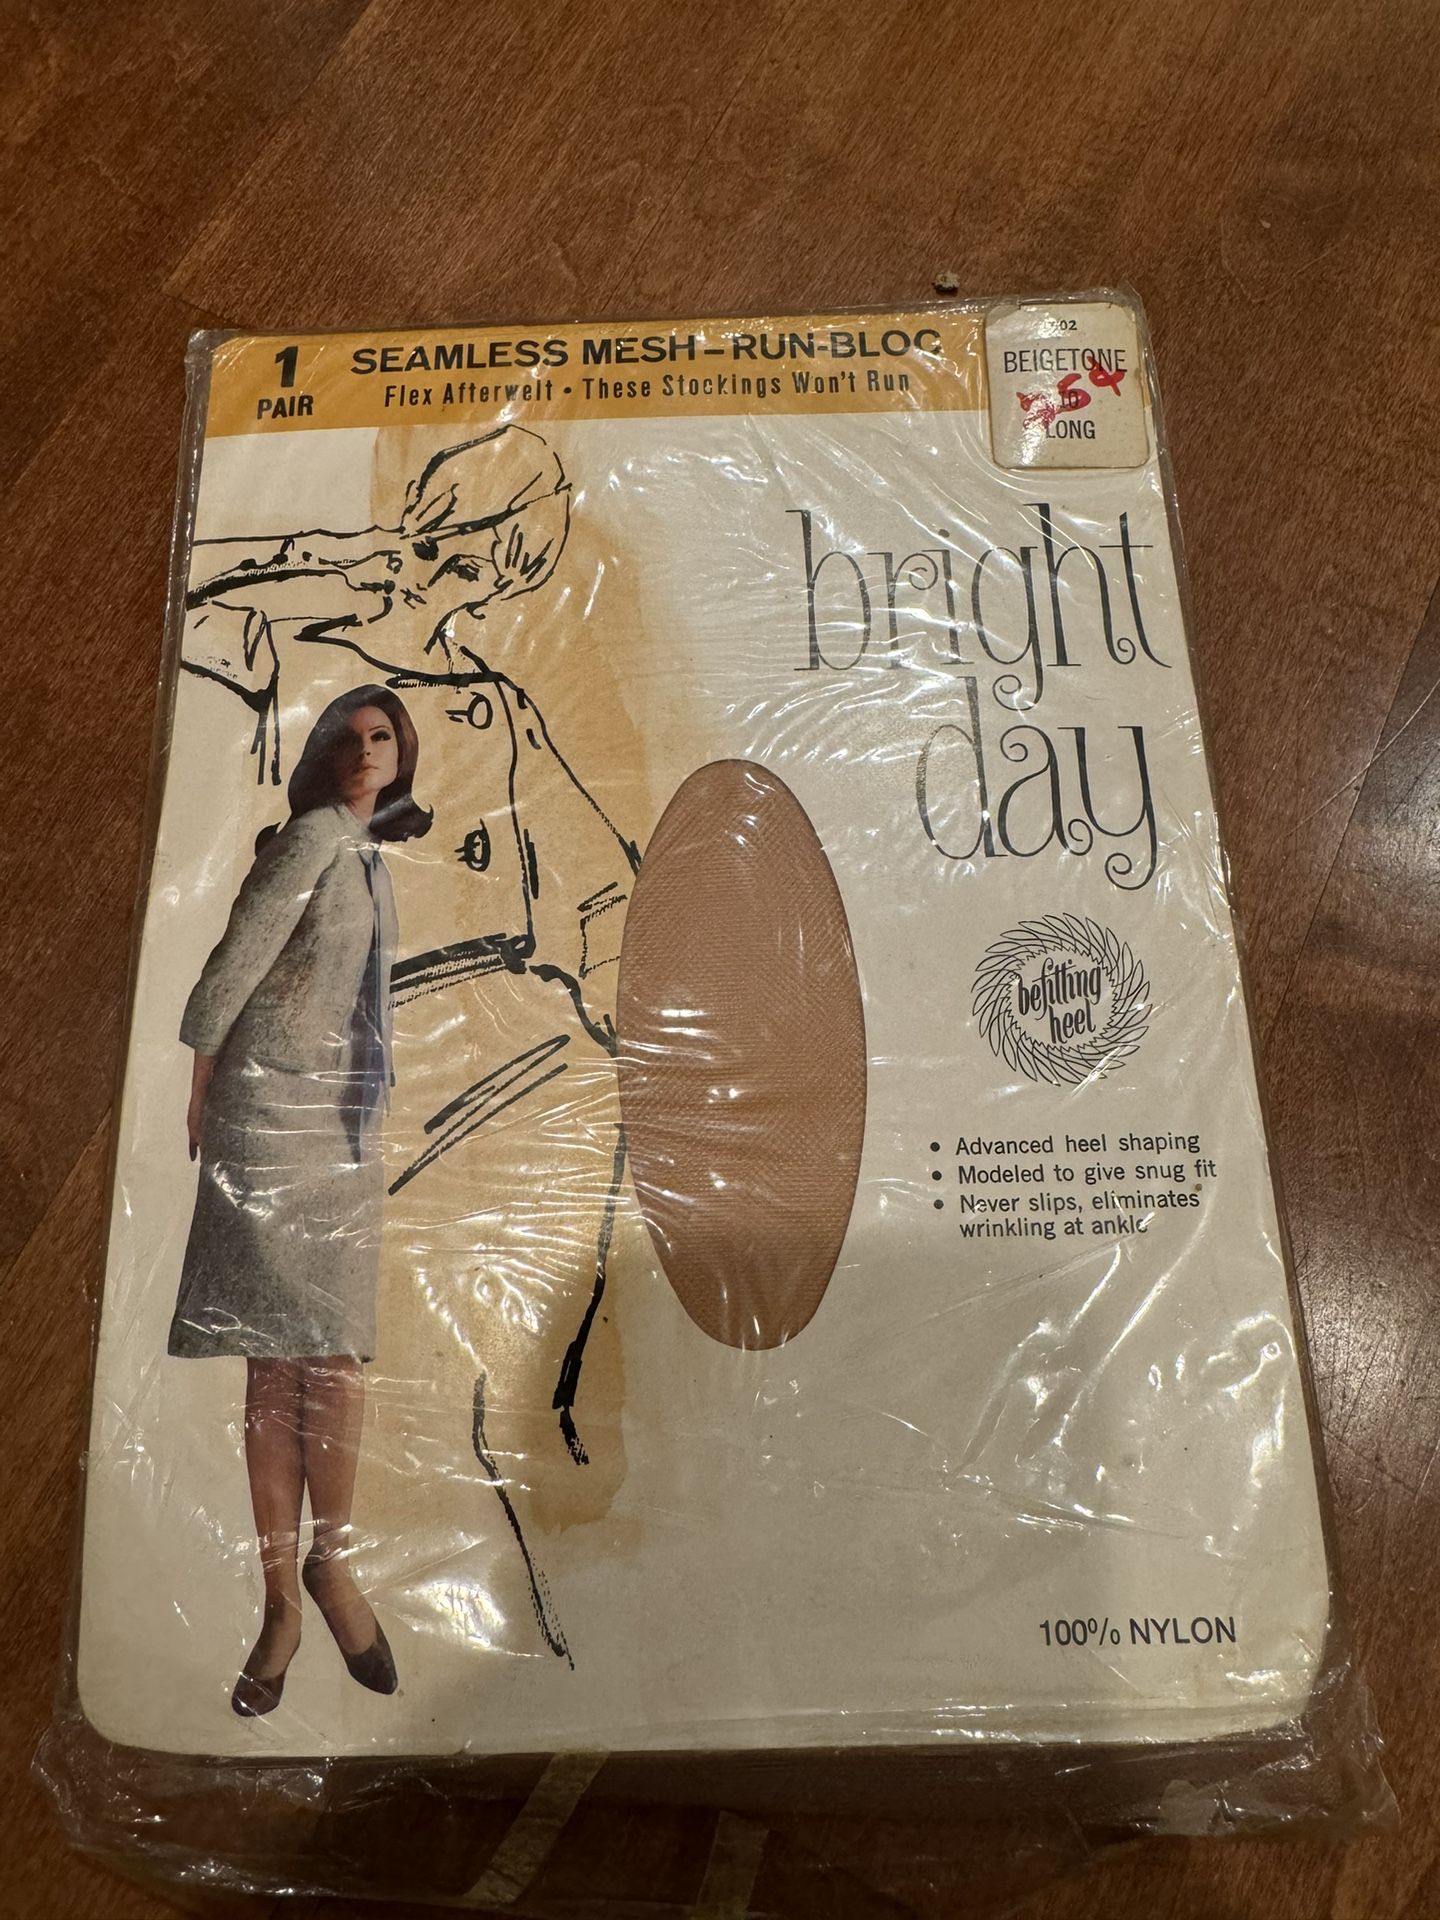 1
PAIR
SEAMLESS MESH – RUN-BLOC
Flex Afterwelt • These Stockings Won't Run
BEIGETONE
10
LONG
bright
day
befitting
heel
• Advanced heel shaping
• Modeled to give snug fit
• Never slips, eliminates
wrinkling at ankle
100% NYLON